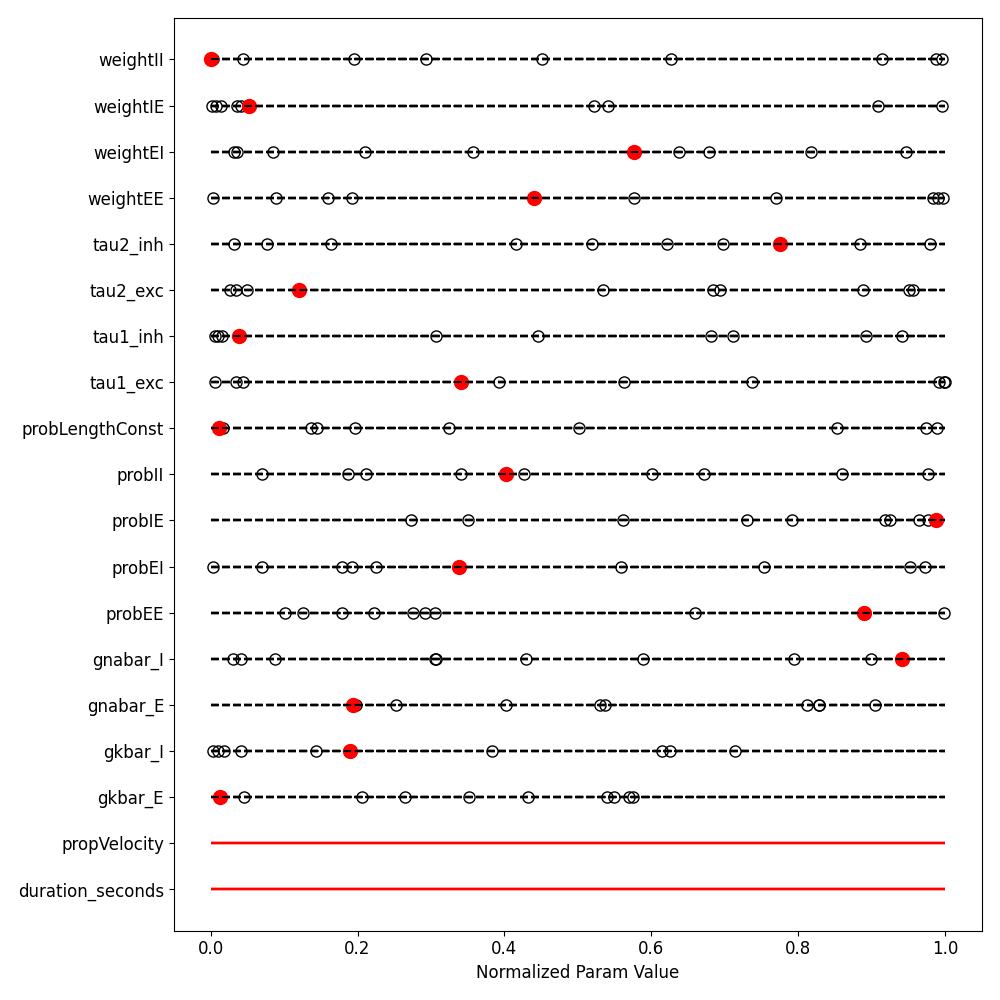 weightII
weightIE
weightEI
weightEE
tau2_inh
tau2_exc
tau1_inh
tau1_exc
probLengthConst
probII
probIE
probEI
probEE
gnabar_I
gnabar_E
gkbar_I
gkbar_E
propVelocity
duration_seconds
0.0 0.2 0.4 0.6 0.8 1.0
Normalized Param Value